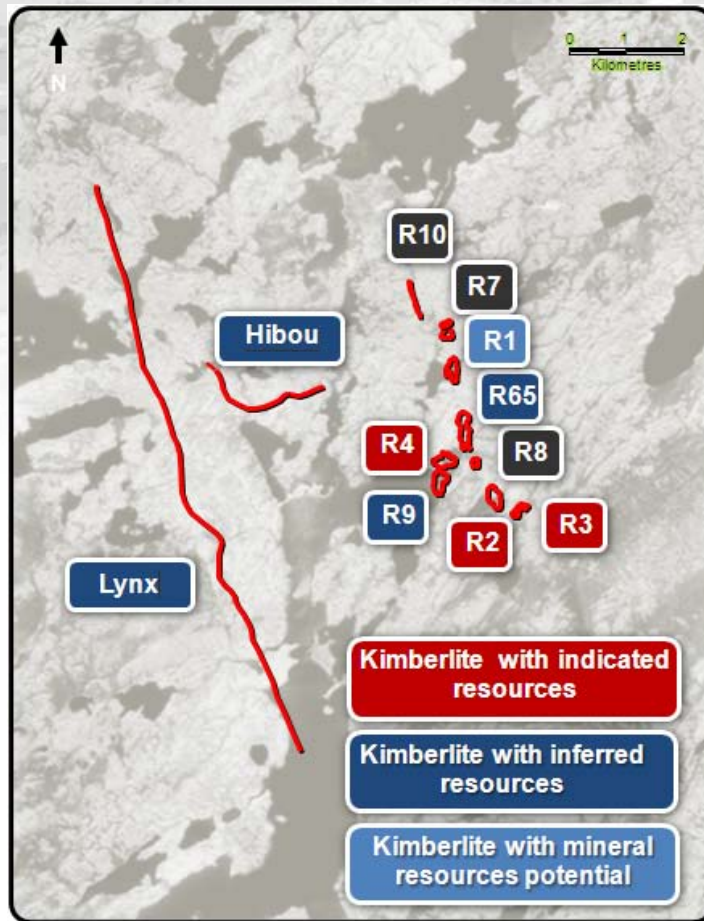 0 1 2
Kilometres
N
R10
R7
Hibou
R1
R65
R4
R8
R9
R2
R3
Lynx
Kimberlite with indicated
resources
Kimberlite with inferred
resources
Kimberlite with mineral
resources potential